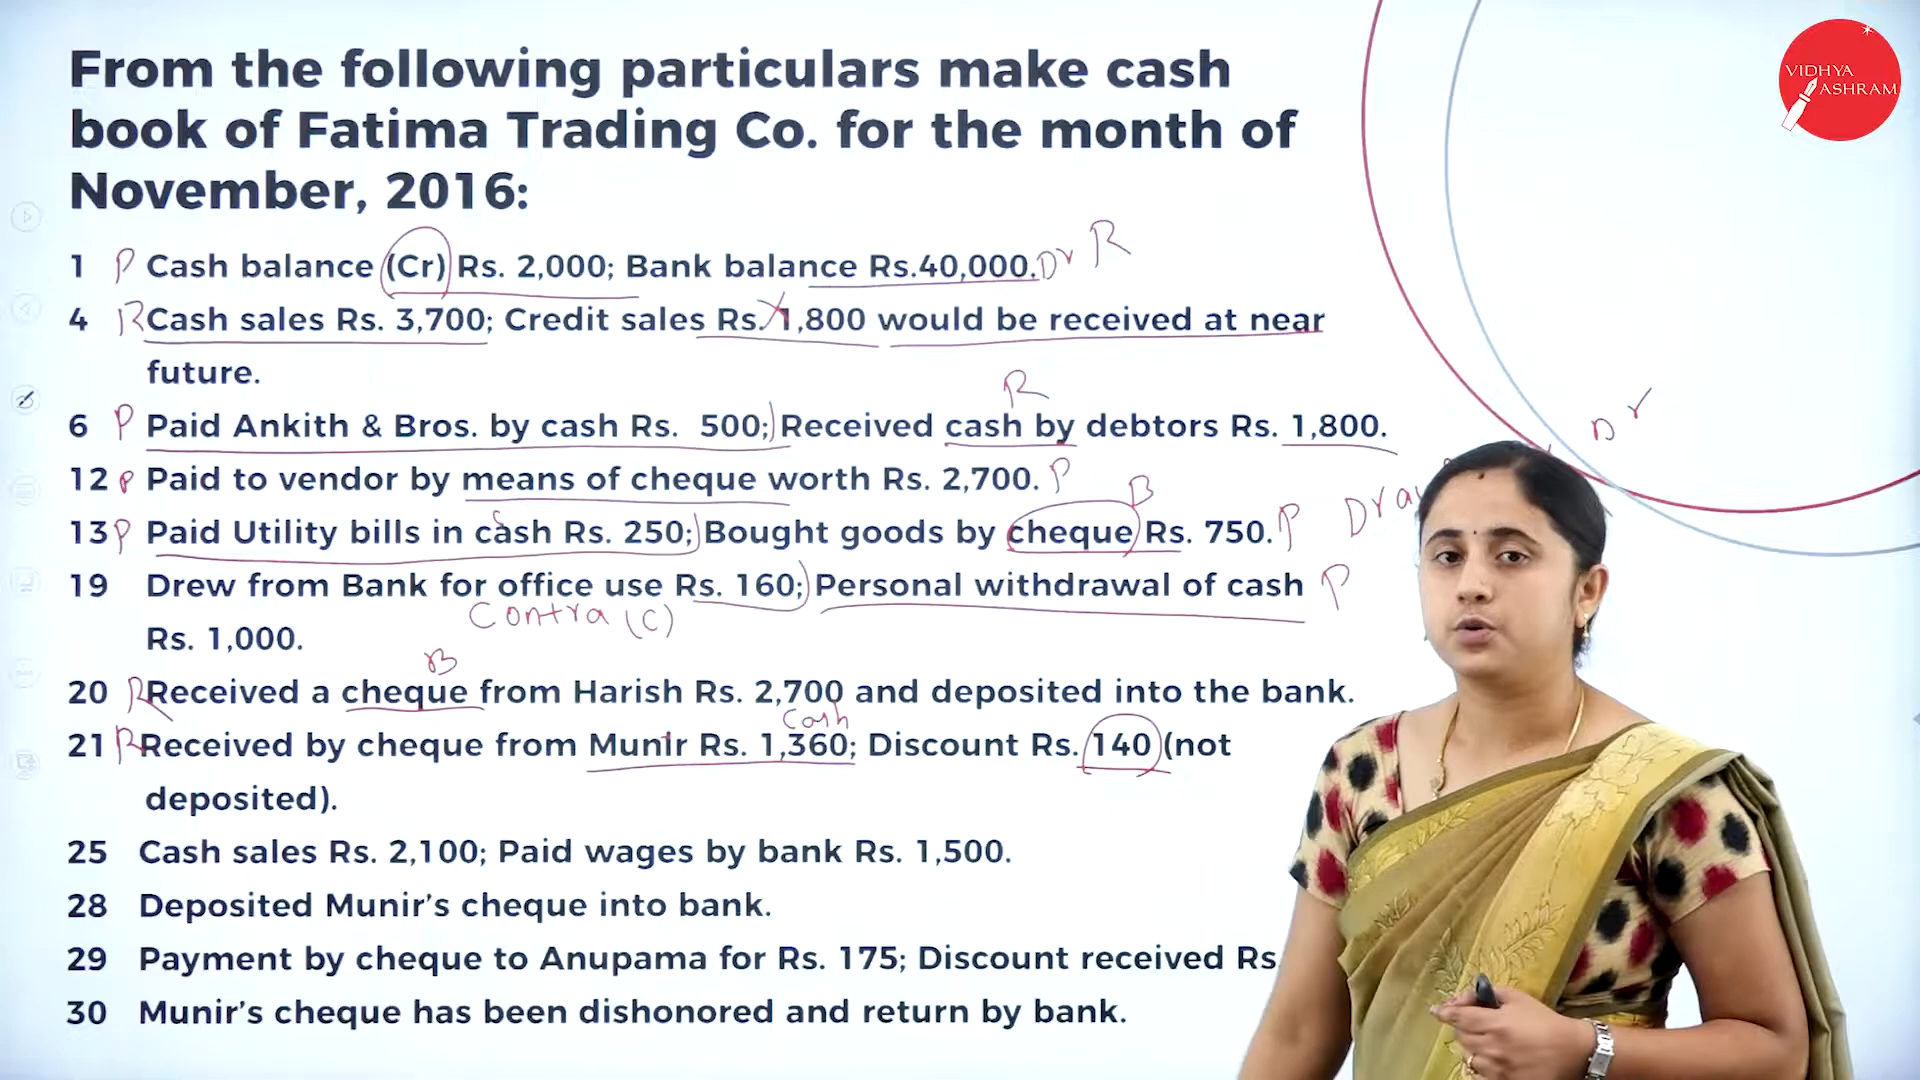 VIDHYA
ASHRAM
From the following particulars make cash
book of Fatima Trading Co. for the month of
November, 2016:
1 P Cash balance (Cr) Rs. 2,000; Bank balance Rs.40,000. Dr R
4 R Cash sales Rs. 3,700; Credit sales Rs. 1,800 would be received at near
future.
R
6 P Paid Ankith & Bros. by cash Rs. 500; Received cash by debtors Rs. 1,800.
Dr
12 P Paid to vendor by means of cheque worth Rs. 2,700. P
B
13 P Paid Utility bills in cash Rs. 250; Bought goods by cheque Rs. 750. P
19 Drew from Bank for office use Rs. 160; Personal withdrawal of cash P
Contra (C)
Rs. 1,000.
B
20 R Received a cheque from Harish Rs. 2,700 and deposited into the bank.
Cash
21 R Received by cheque from Munir Rs. 1,360; Discount Rs. 140 (not
deposited).
25 Cash sales Rs. 2,100; Paid wages by bank Rs. 1,500.
28 Deposited Munir’s cheque into bank.
29 Payment by cheque to Anupama for Rs. 175; Discount received Rs.
30 Munir’s cheque has been dishonored and return by bank.